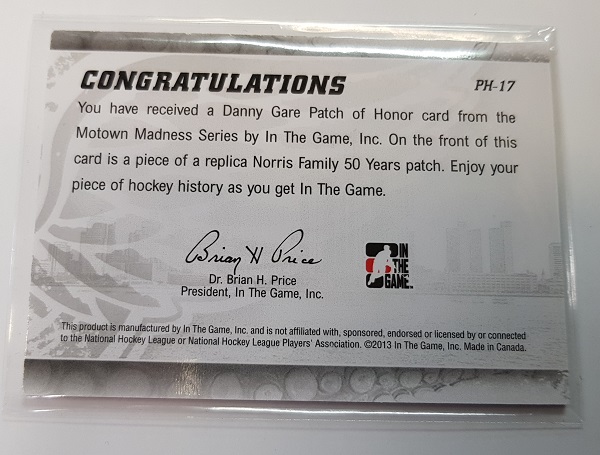 CONGRATULATIONS
PH-17
You have received a Danny Gare Patch of Honor card from the
Motown Madness Series by In The Game, Inc. On the front of this
card is a piece of a replica Norris Family 50 Years patch. Enjoy your
piece of hockey history as you get In The Game.
Brian H Price
Dr. Brian H. Price
President, In The Game, Inc.
IN
THE
GAME™
This product is manufactured by In The Game, Inc. and is not affiliated with, sponsored, endorsed or licensed by or connected
to the National Hockey League or National Hockey League Players' Association. ©2013 In The Game, Inc. Made in Canada.